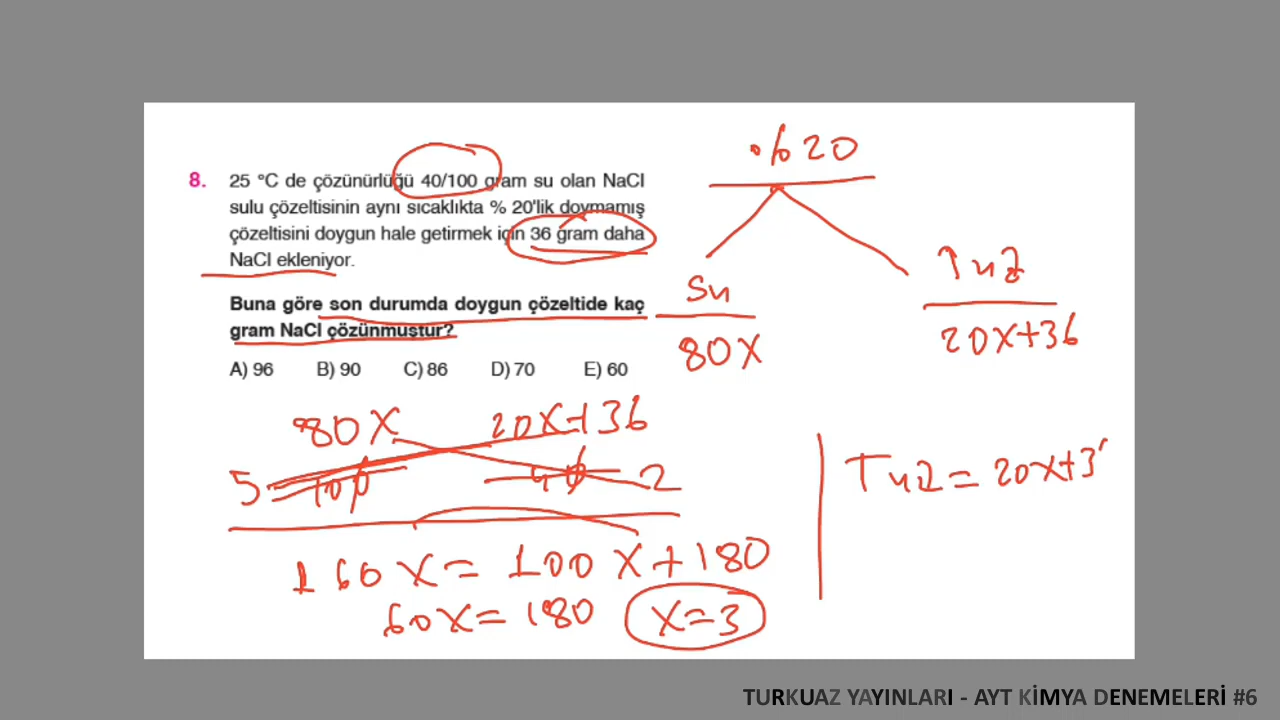 8. 25 °C de çözünürlüğü 40/100 gram su olan NaCl
sulu çözeltisinin aynı sıcaklıkta % 20'lik doymamış
çözeltisini doygun hale getirmek için 36 gram daha
NaCl ekleniyor.
Buna göre son durumda doygun çözeltide kaç
gram NaCl çözünmüştür?
A) 96 B) 90 C) 86 D) 70 E) 60
%20
Su Tuz
80X 20X+36
80X 20X+36
5 100 40 2
160X = 100X+180
60X = 180 X=3
Tuz = 20X+3
TURKUAZ YAYINLARI - AYT KİMYA DENEMELERİ #6